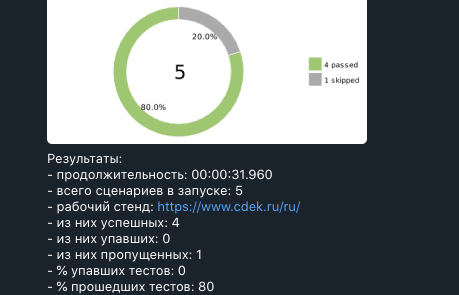 20.0%
5
4 passed
1 skipped
80.0%
Результаты:
- продолжительность: 00:00:31.960
- всего сценариев в запуске: 5
- рабочий стенд: https://www.cdek.ru/ru/
- из них успешных: 4
- из них упавших: 0
- из них пропущенных: 1
- % упавших тестов: 0
- % прошедших тестов: 80